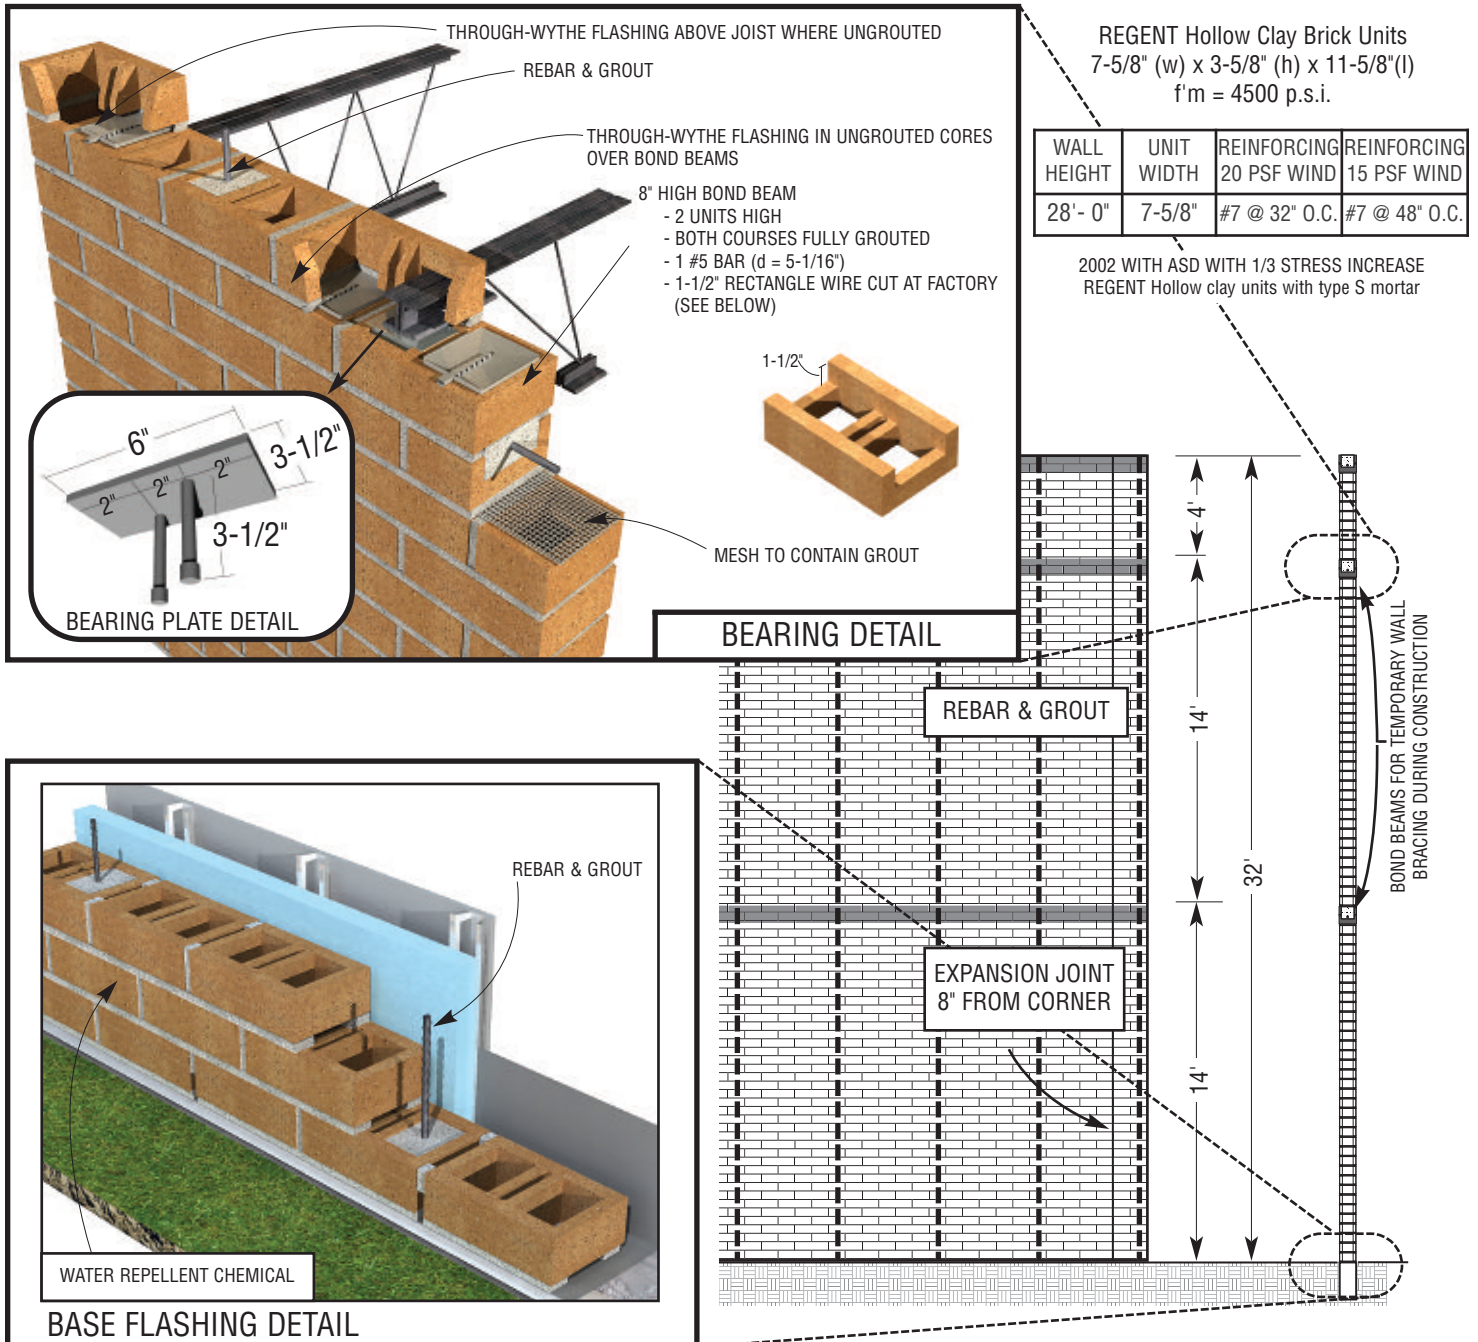 THROUGH-WYTHE FLASHING ABOVE JOIST WHERE UNGROUTED
REBAR & GROUT
THROUGH-WYTHE FLASHING IN UNGROUTED CORES
OVER BOND BEAMS
8" HIGH BOND BEAM
- 2 UNITS HIGH
- BOTH COURSES FULLY GROUTED
- 1 #5 BAR (d = 5-1/16")
- 1-1/2" RECTANGLE WIRE CUT AT FACTORY
(SEE BELOW)
1-1/2"
6"
3-1/2"
2"
2"
2"
3-1/2"
BEARING PLATE DETAIL
MESH TO CONTAIN GROUT
BEARING DETAIL
REGENT Hollow Clay Brick Units
7-5/8" (w) x 3-5/8" (h) x 11-5/8"(l)
f'm = 4500 p.s.i.
WALL HEIGHT UNIT WIDTH REINFORCING 20 PSF WIND REINFORCING 15 PSF WIND
28'- 0" 7-5/8" #7 @ 32" O.C. #7 @ 48" O.C.
2002 WITH ASD WITH 1/3 STRESS INCREASE
REGENT Hollow clay units with type S mortar
4'
14'
32'
14'
BOND BEAMS FOR TEMPORARY WALL
BRACING DURING CONSTRUCTION
REBAR & GROUT
EXPANSION JOINT
8" FROM CORNER
REBAR & GROUT
WATER REPELLENT CHEMICAL
BASE FLASHING DETAIL